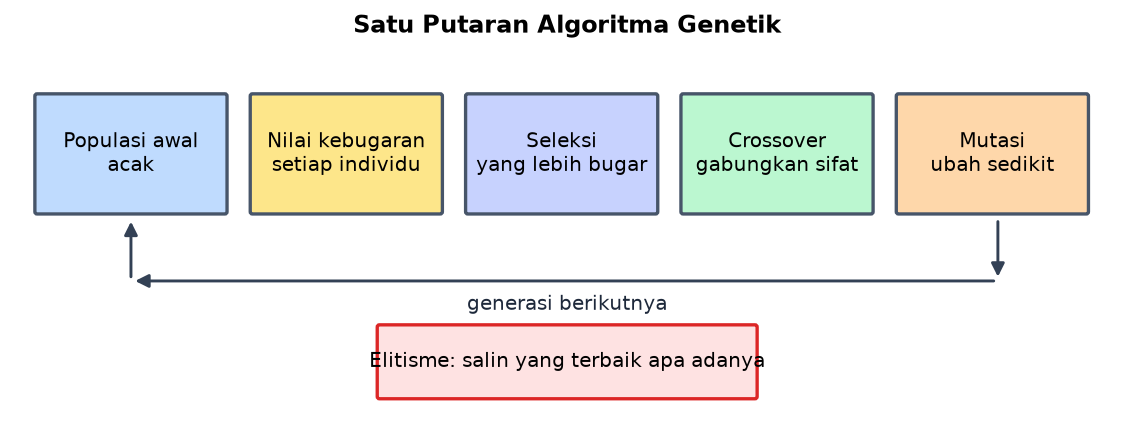 Satu Putaran Algoritma Genetik
Populasi awal
acak
Nilai kebugaran
setiap individu
Seleksi
yang lebih bugar
Crossover
gabungkan sifat
Mutasi
ubah sedikit
generasi berikutnya
Elitisme: salin yang terbaik apa adanya